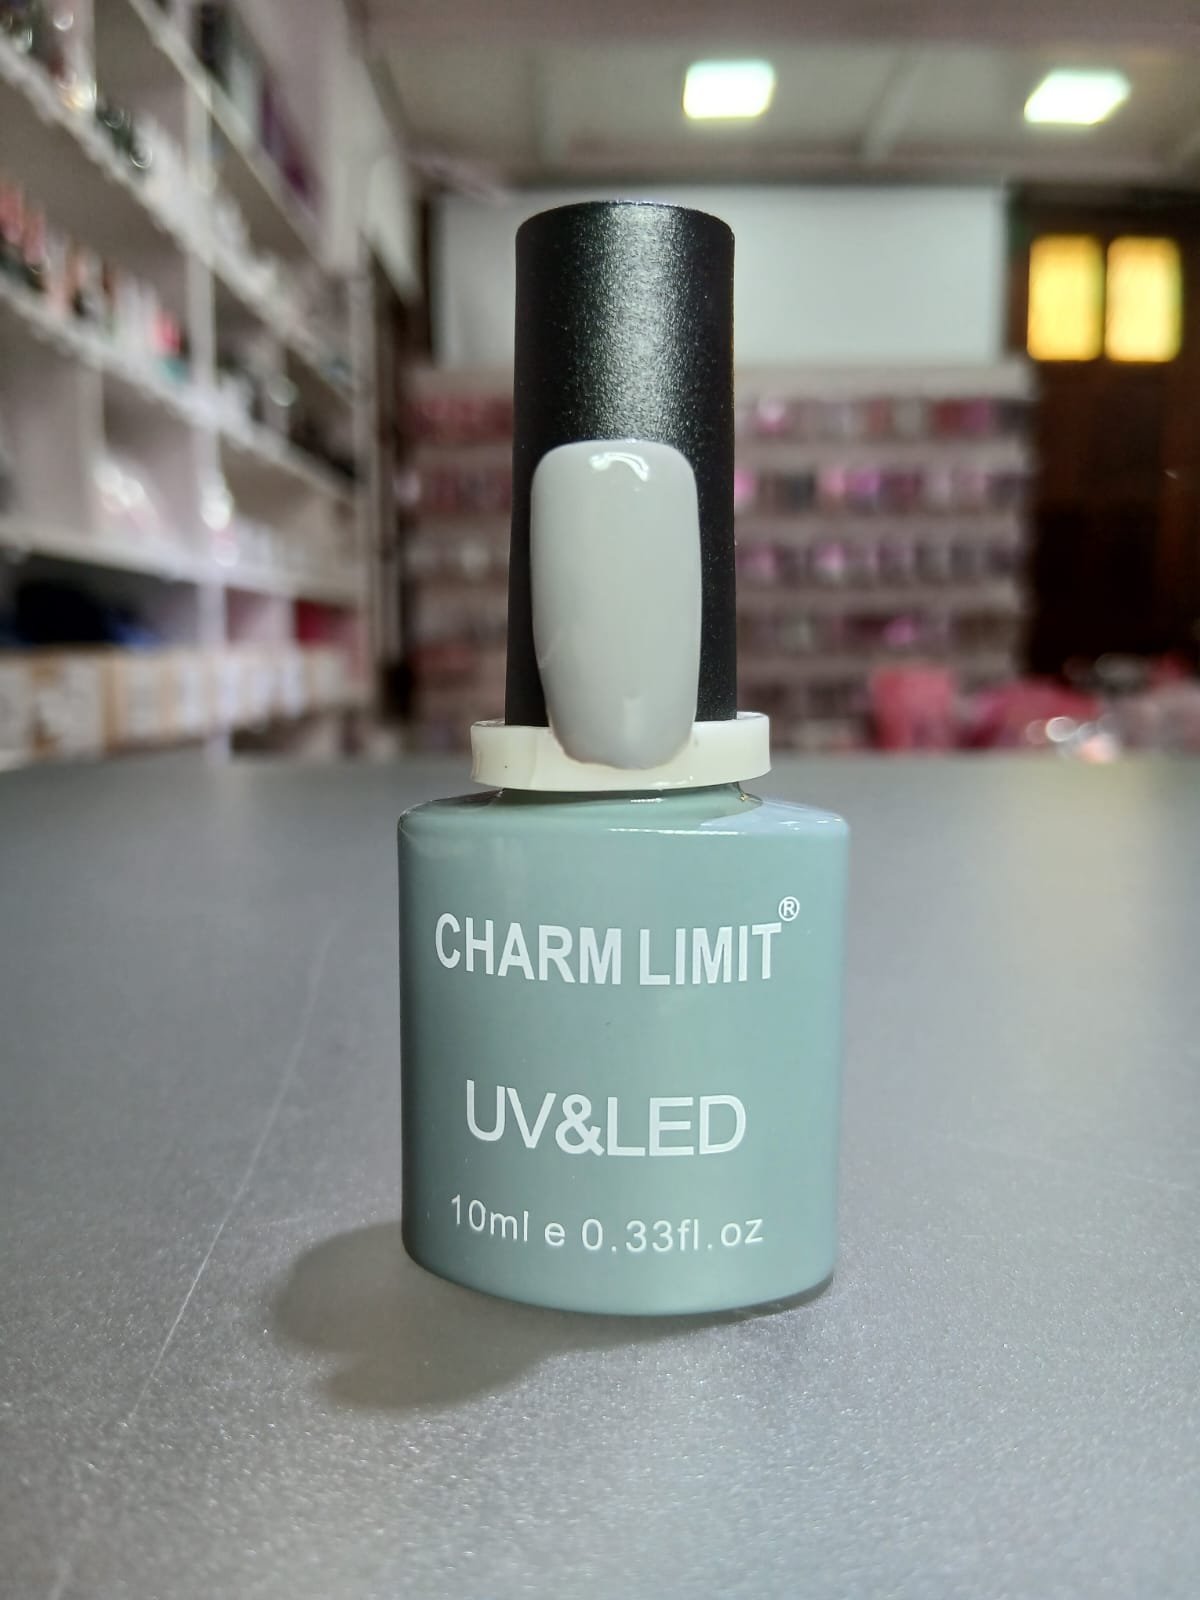 CHARM LIMIT®
UV&LED
10ml e 0.33fl.oz